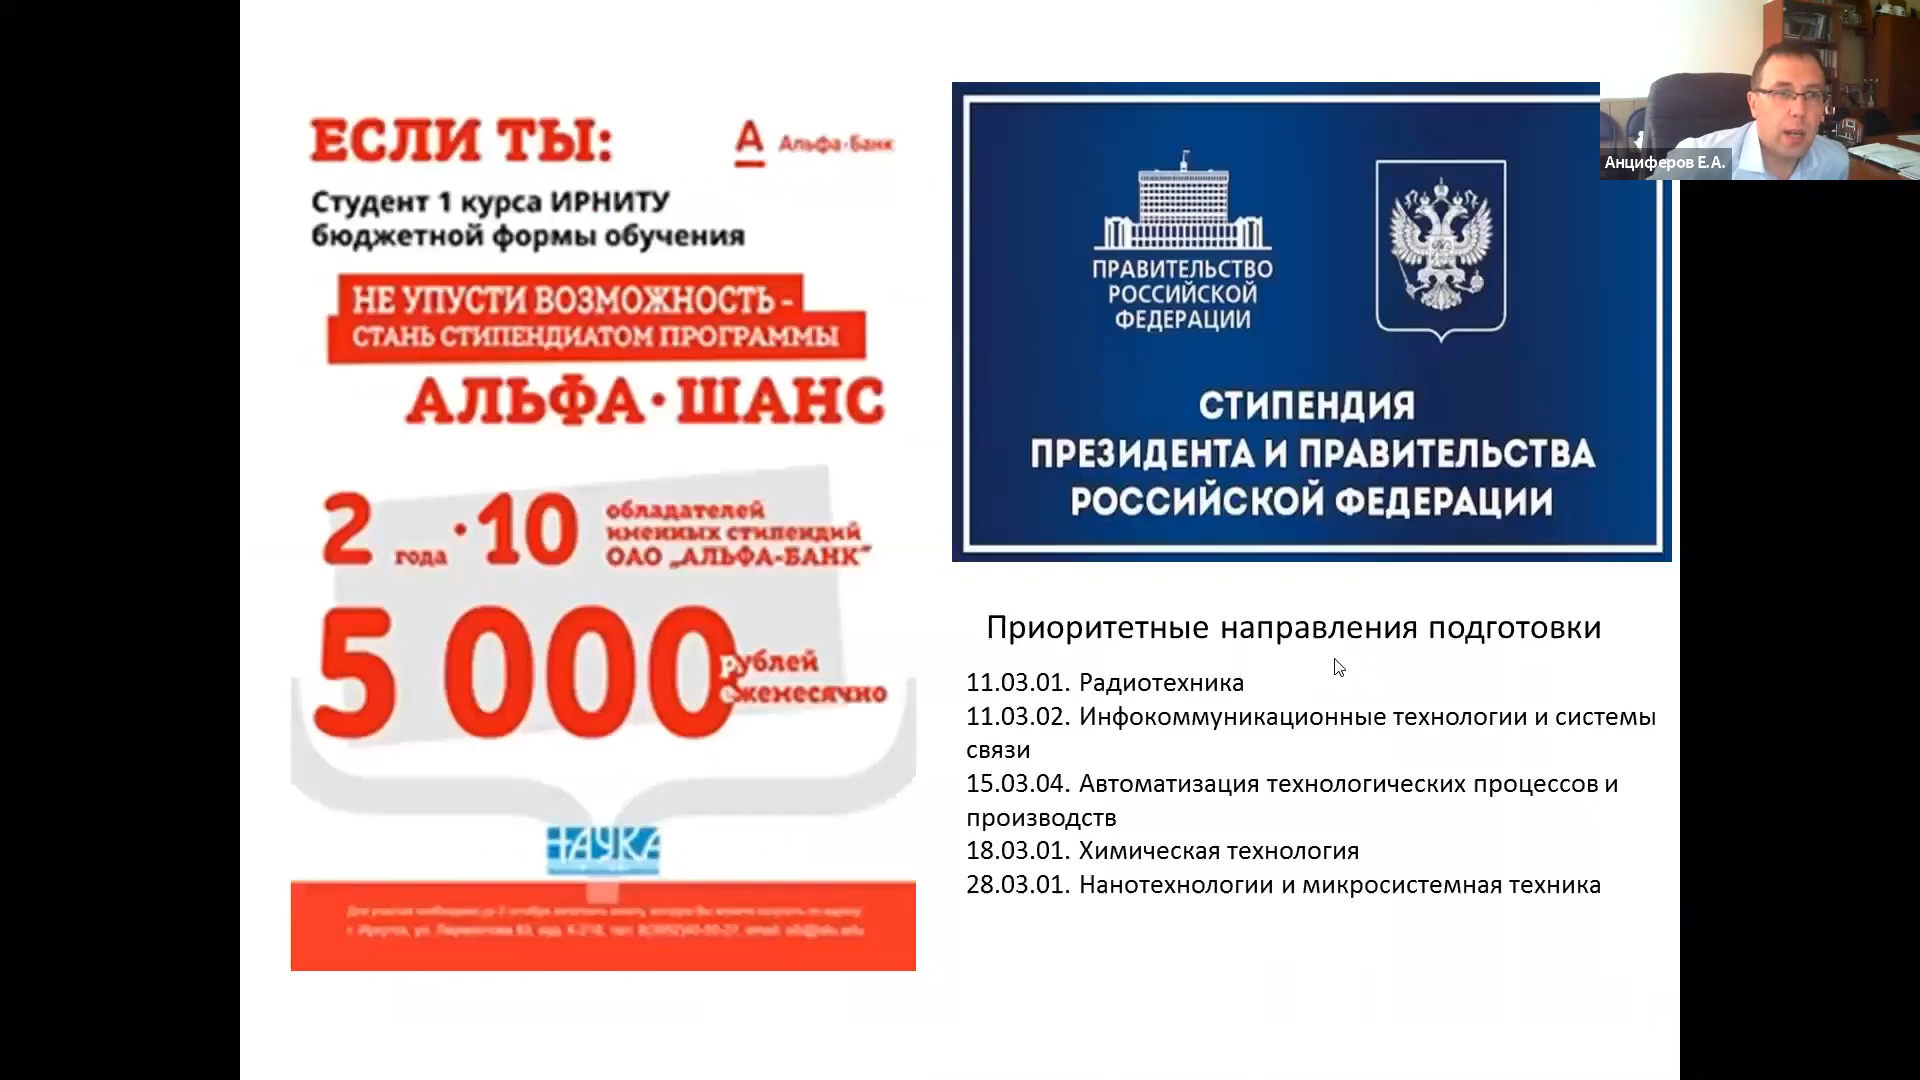 ЕСЛИ ТЫ:
Альфа·Банк
Студент 1 курса ИРНИТУ
бюджетной формы обучения
НЕ УПУСТИ ВОЗМОЖНОСТЬ -
СТАНЬ СТИПЕНДИАТОМ ПРОГРАММЫ
АЛЬФА·ШАНС
2 года · 10
обладателей
именных стипендий
ОАО „АЛЬФА-БАНК"
5 000
рублей
ежемесячно
НАУКА
ПРАВИТЕЛЬСТВО
РОССИЙСКОЙ
ФЕДЕРАЦИИ
СТИПЕНДИЯ
ПРЕЗИДЕНТА И ПРАВИТЕЛЬСТВА
РОССИЙСКОЙ ФЕДЕРАЦИИ
Анциферов Е.А.
Приоритетные направления подготовки
11.03.01. Радиотехника
11.03.02. Инфокоммуникационные технологии и системы
связи
15.03.04. Автоматизация технологических процессов и
производств
18.03.01. Химическая технология
28.03.01. Нанотехнологии и микросистемная техника